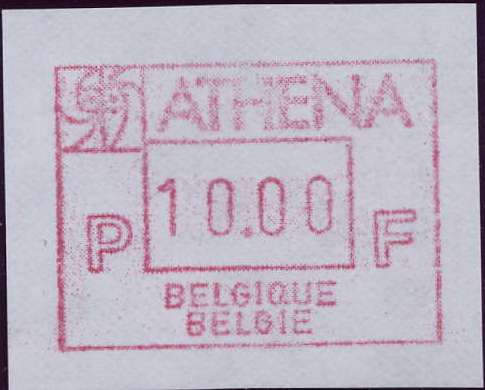 ATHENA
10.00
P F
BELGIQUE
BELGIE